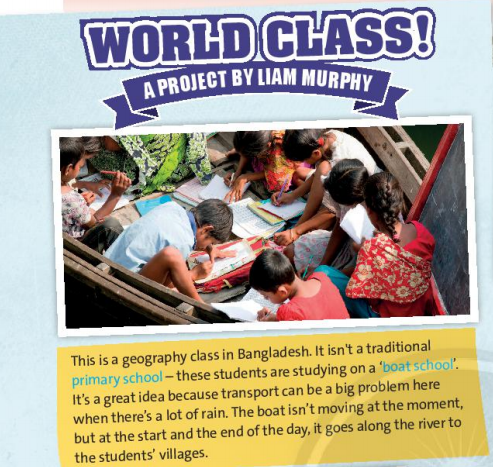 WORLD CLASS!
A PROJECT BY LIAM MURPHY
This is a geography class in Bangladesh. It isn't a traditional
primary school – these students are studying on a ‘boat school’.
It's a great idea because transport can be a big problem here
when there's a lot of rain. The boat isn't moving at the moment,
but at the start and the end of the day, it goes along the river to
the students' villages.